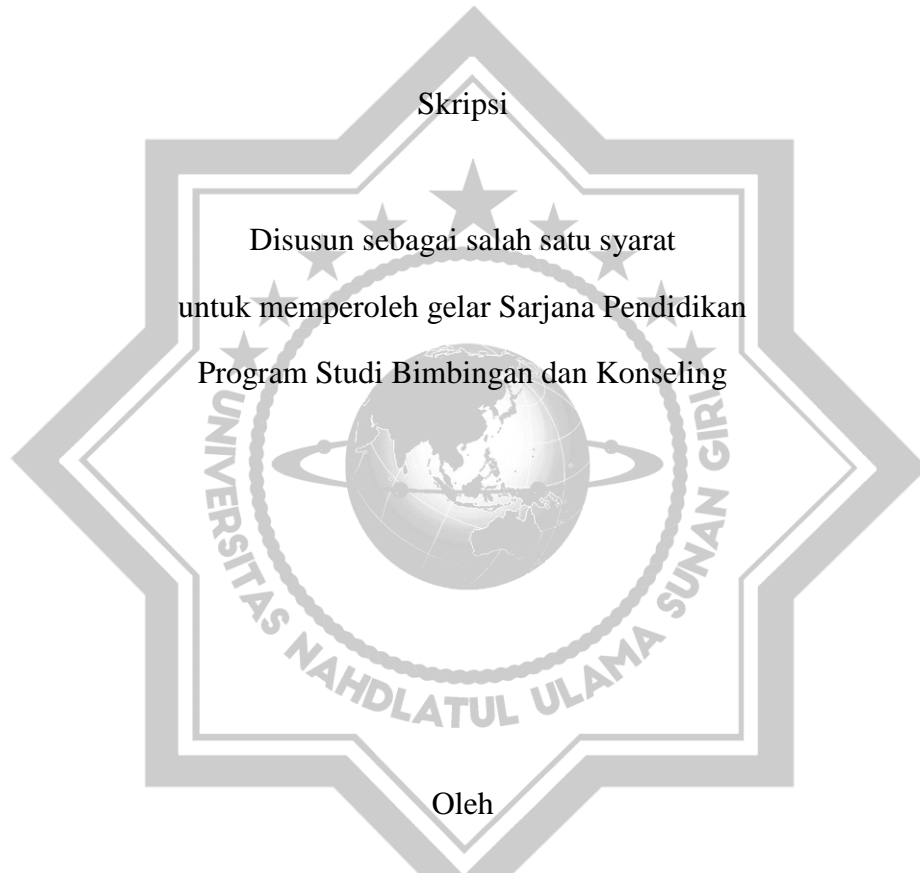 Skripsi
Disusun sebagai salah satu syarat
untuk memperoleh gelar Sarjana Pendidikan
Program Studi Bimbingan dan Konseling
UNIVERSITAS NAHDLATUL ULAMA SUNAN GIRI
Oleh